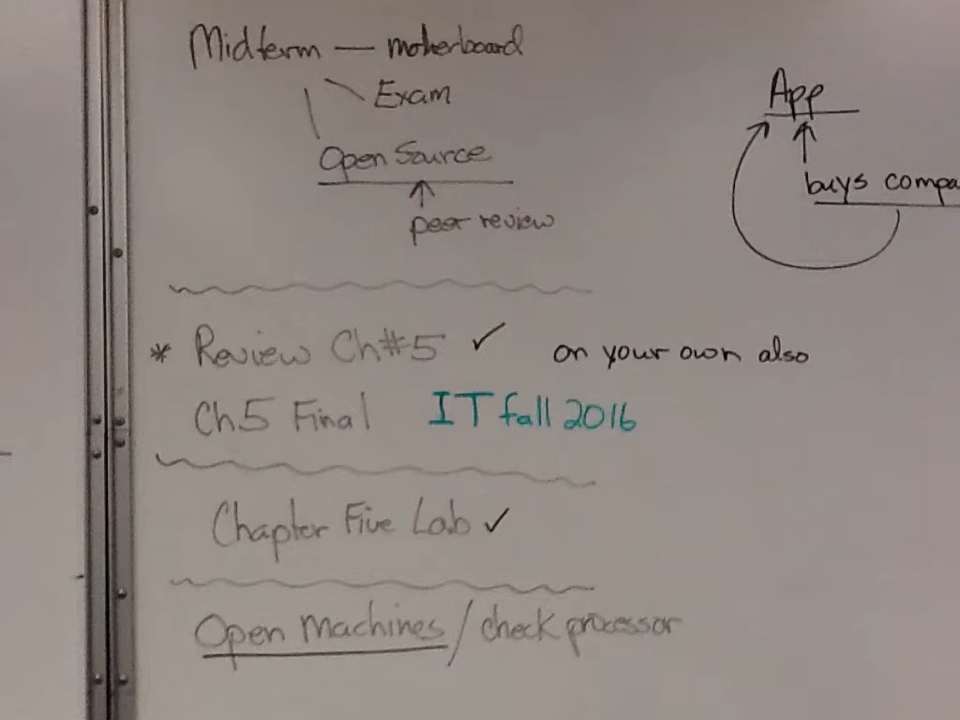 Midterm — motherboard
Exam
Open Source
peer review
App
buys compa
* Review Ch#5 ✓ on your own also
Ch5 Final IT fall 2016
Chapter Five Lab ✓
Open Machines / check processor